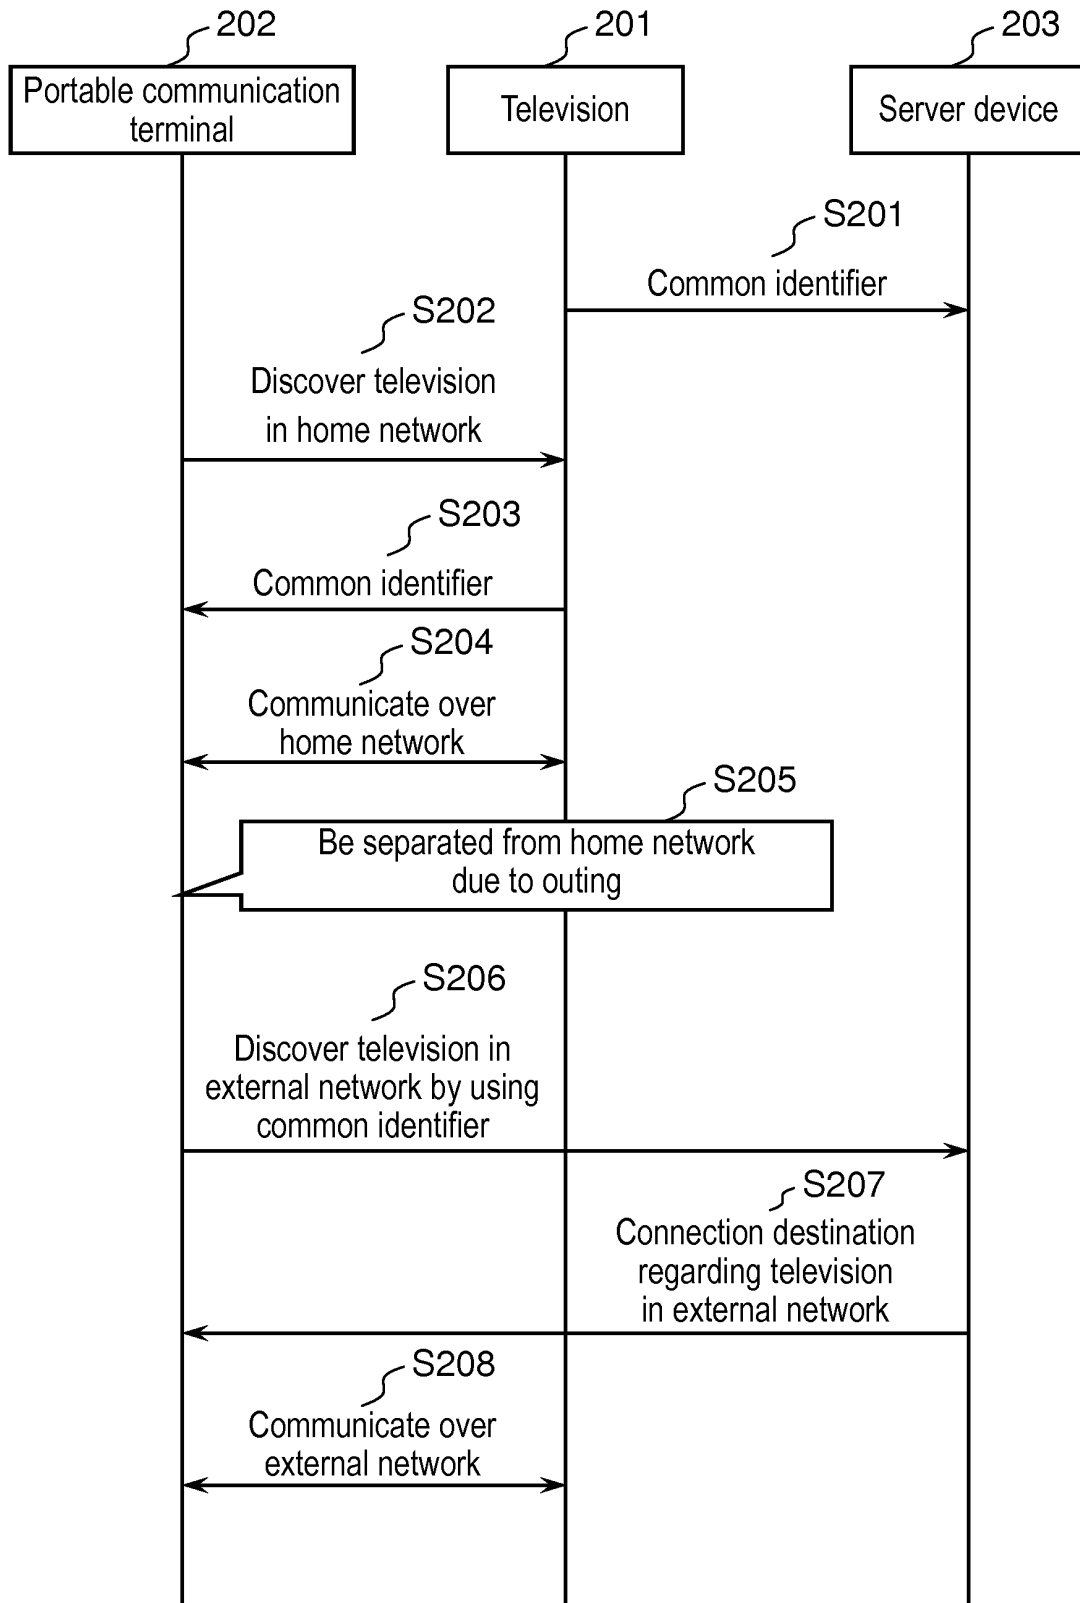 202
201
203
Portable communication
terminal
Television
Server device
S201
Common identifier
S202
Discover television
in home network
S203
Common identifier
S204
Communicate over
home network
S205
Be separated from home network
due to outing
S206
Discover television in
external network by using
common identifier
S207
Connection destination
regarding television
in external network
S208
Communicate over
external network